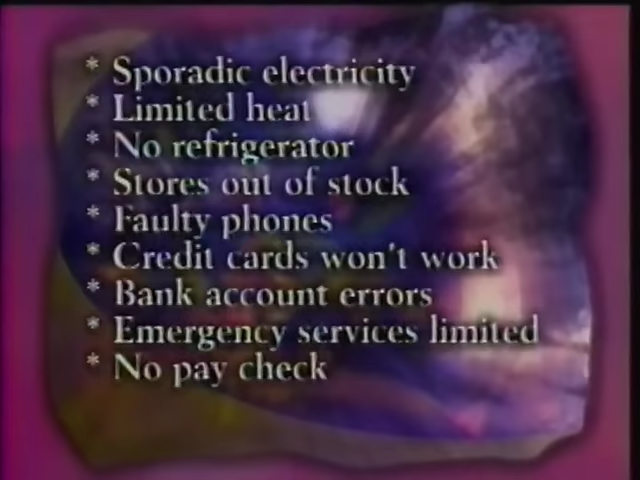 * Sporadic electricity
* Limited heat
* No refrigerator
* Stores out of stock
* Faulty phones
* Credit cards won't work
* Bank account errors
* Emergency services limited
* No pay check